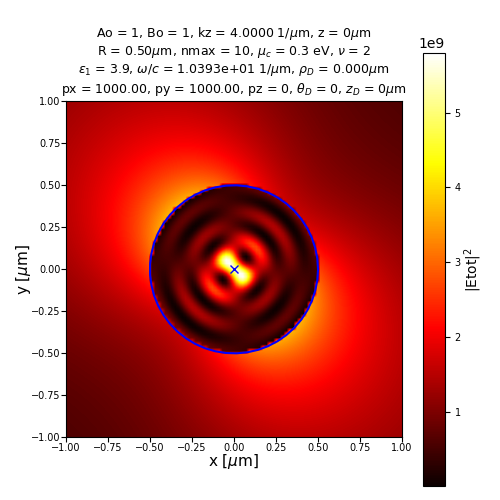 Ao = 1, Bo = 1, kz = 4.0000 1/μm, z = 0μm
R = 0.50μm, nmax = 10, μ_c = 0.3 eV, ν = 2
ε₁ = 3.9, ω/c = 1.0393e+01 1/μm, ρ_D = 0.000μm
px = 1000.00, py = 1000.00, pz = 0, θ_D = 0, z_D = 0μm
1e9
1.00
0.75
0.50
0.25
0.00
−0.25
−0.50
−0.75
−1.00
y [μm]
−1.00 −0.75 −0.50 −0.25 0.00 0.25 0.50 0.75 1.00
x [μm]
5
4
3
2
1
|Etot|²